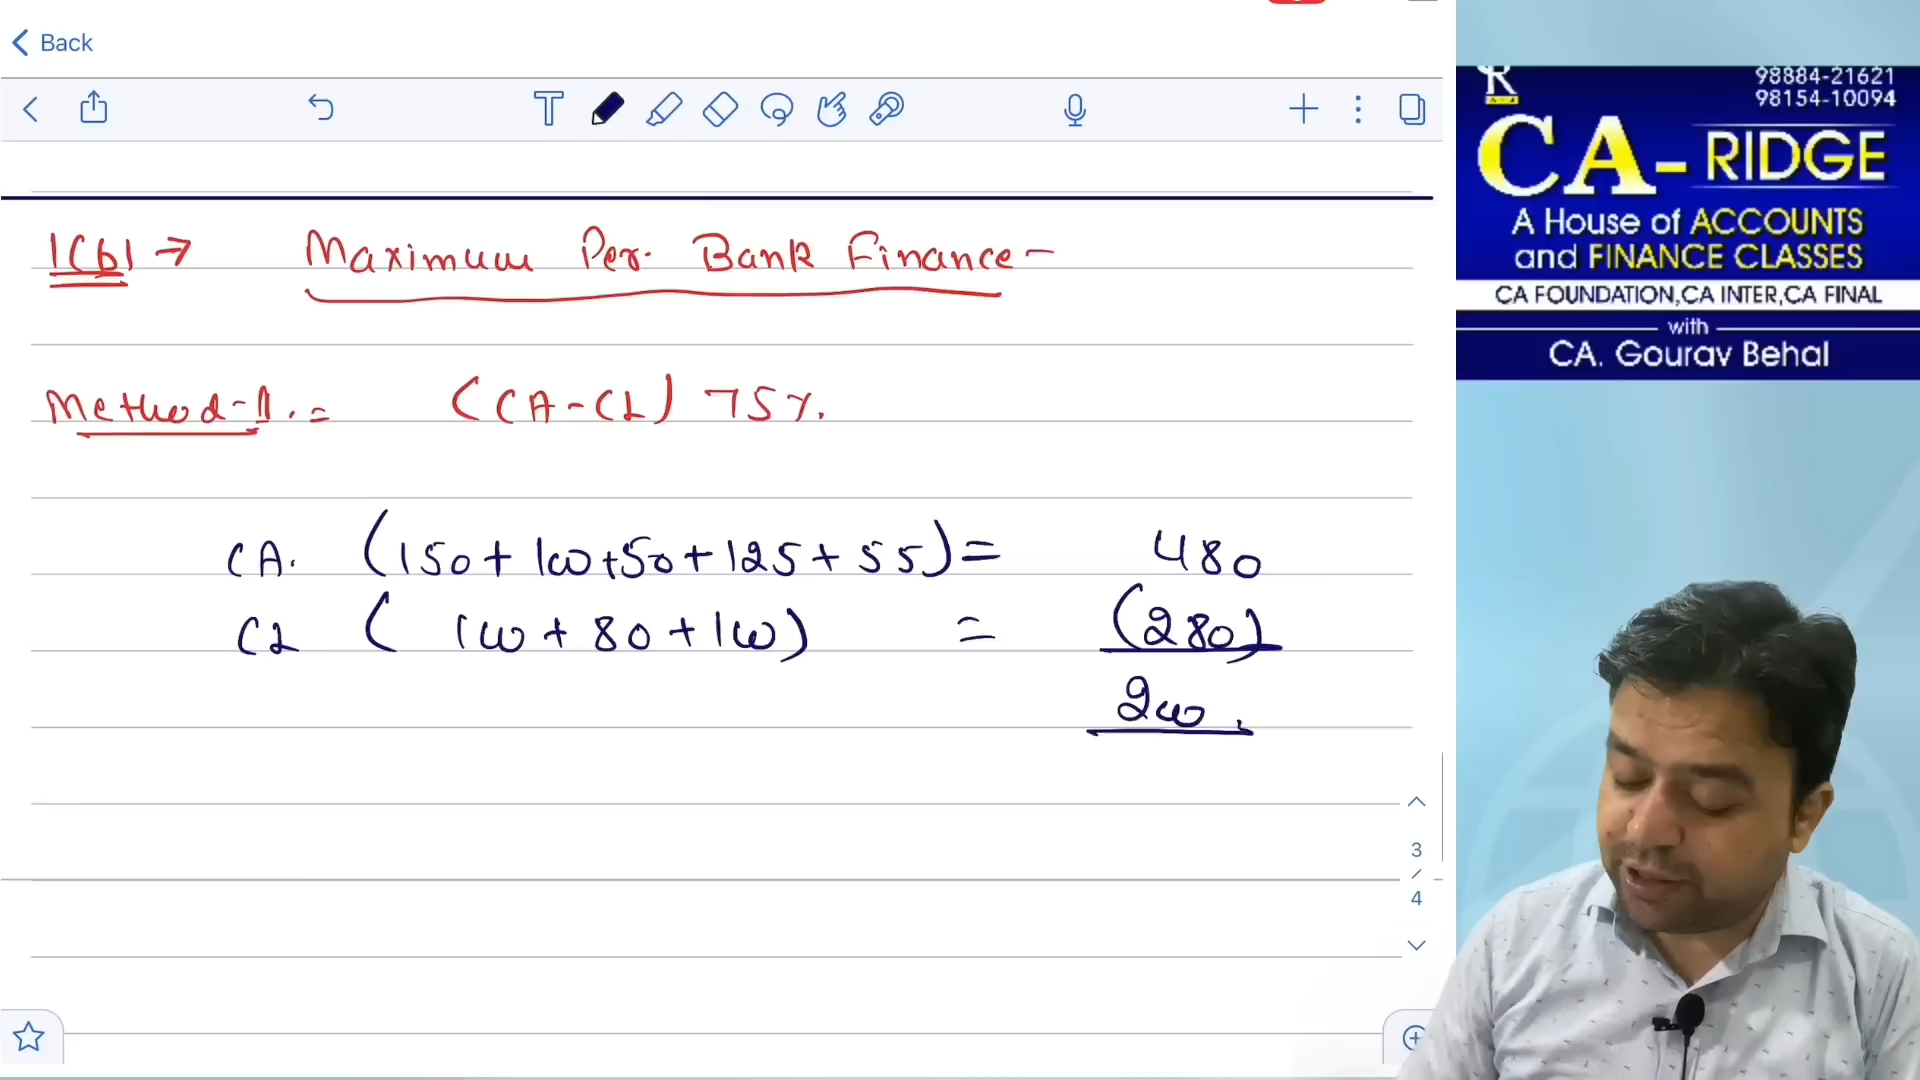 Back
1(b) → Maximum Per. Bank Finance -
Method-1. = (CA-CL) 75%.
CA. (150+100+50+125+55) = 480
CL ( 100+80+100) = (280)
200.
3
/
4
R
98884-21621
98154-10094
CA-RIDGE
A House of ACCOUNTS
and FINANCE CLASSES
CA FOUNDATION,CA INTER,CA FINAL
with
CA. Gourav Behal